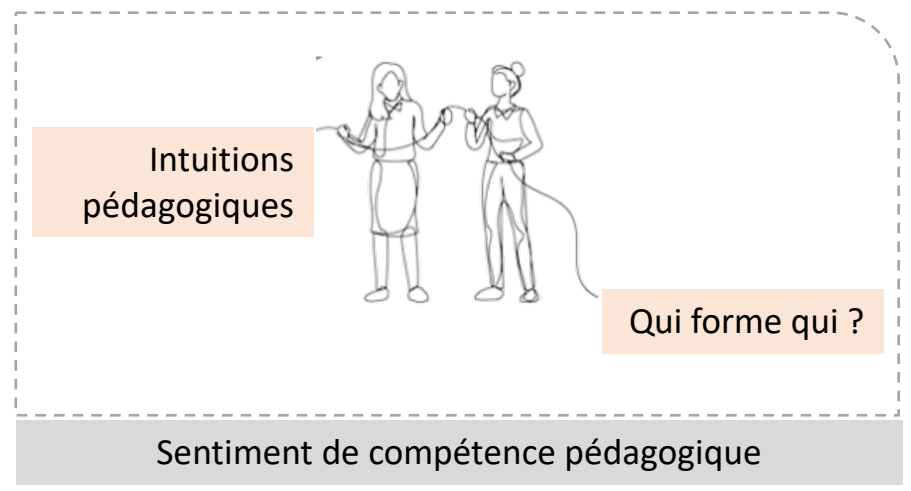 Intuitions
pédagogiques
Qui forme qui ?
Sentiment de compétence pédagogique